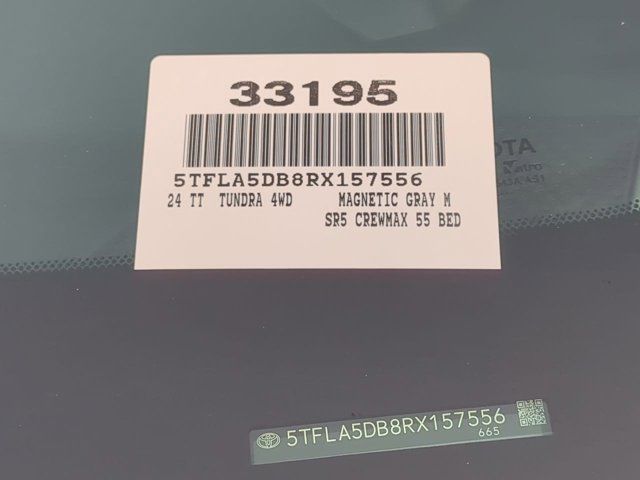 33195
5TFLA5DB8RX157556
24 TT TUNDRA 4WD MAGNETIC GRAY M
SR5 CREWMAX 55 BED
5TFLA5DB8RX157556
665